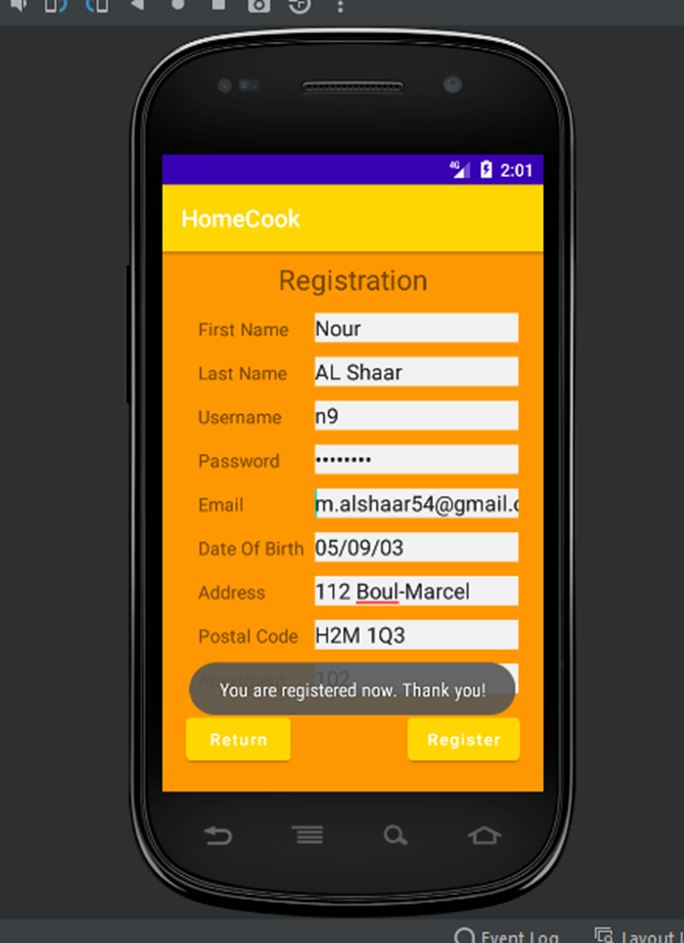 4G 2:01
HomeCook
Registration
First Name Nour
Last Name AL Shaar
Username n9
Password ••••••••
Email m.alshaar54@gmail.c
Date Of Birth 05/09/03
Address 112 Boul-Marcel
Postal Code H2M 1Q3
Apartment 102
You are registered now. Thank you!
Return Register
Event Log Layout I